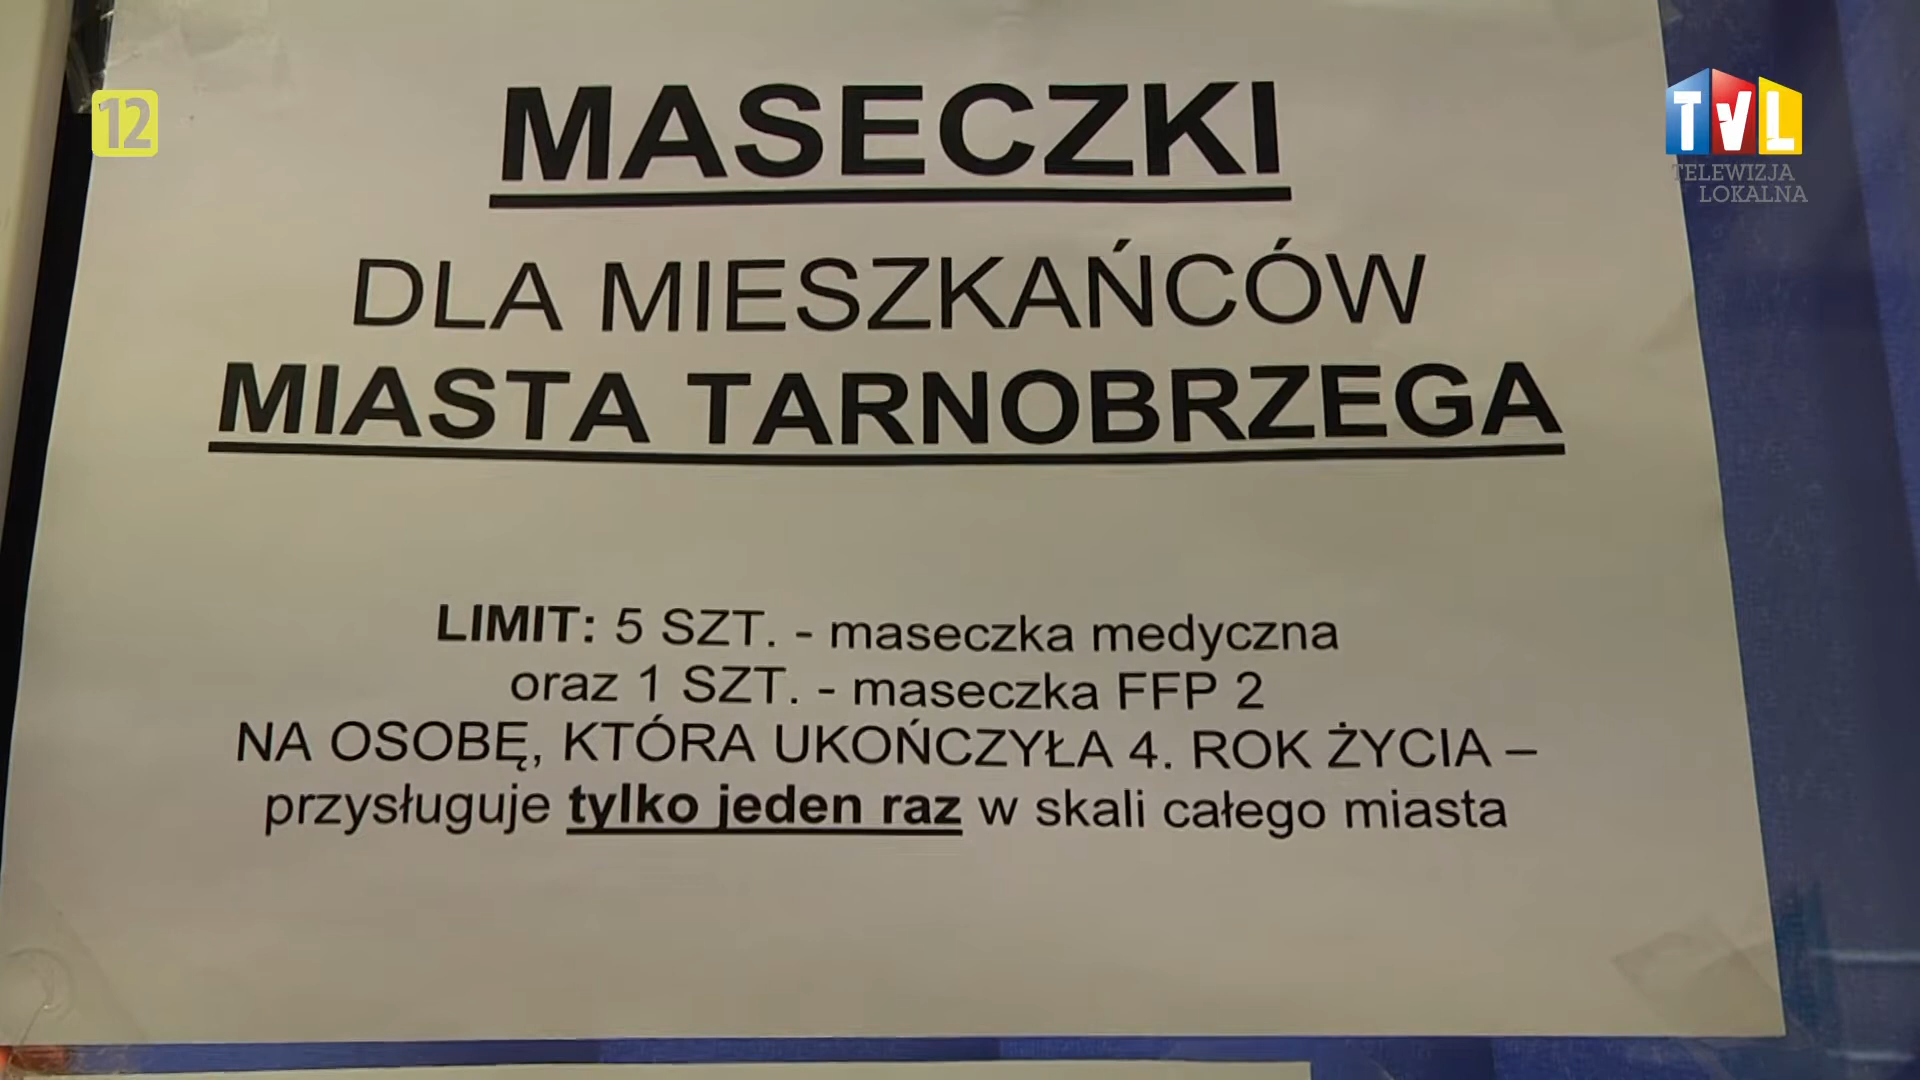 12
TVL
TELEWIZJA
LOKALNA
MASECZKI
DLA MIESZKAŃCÓW
MIASTA TARNOBRZEGA
LIMIT: 5 SZT. - maseczka medyczna
oraz 1 SZT. - maseczka FFP 2
NA OSOBĘ, KTÓRA UKOŃCZYŁA 4. ROK ŻYCIA –
przysługuje tylko jeden raz w skali całego miasta